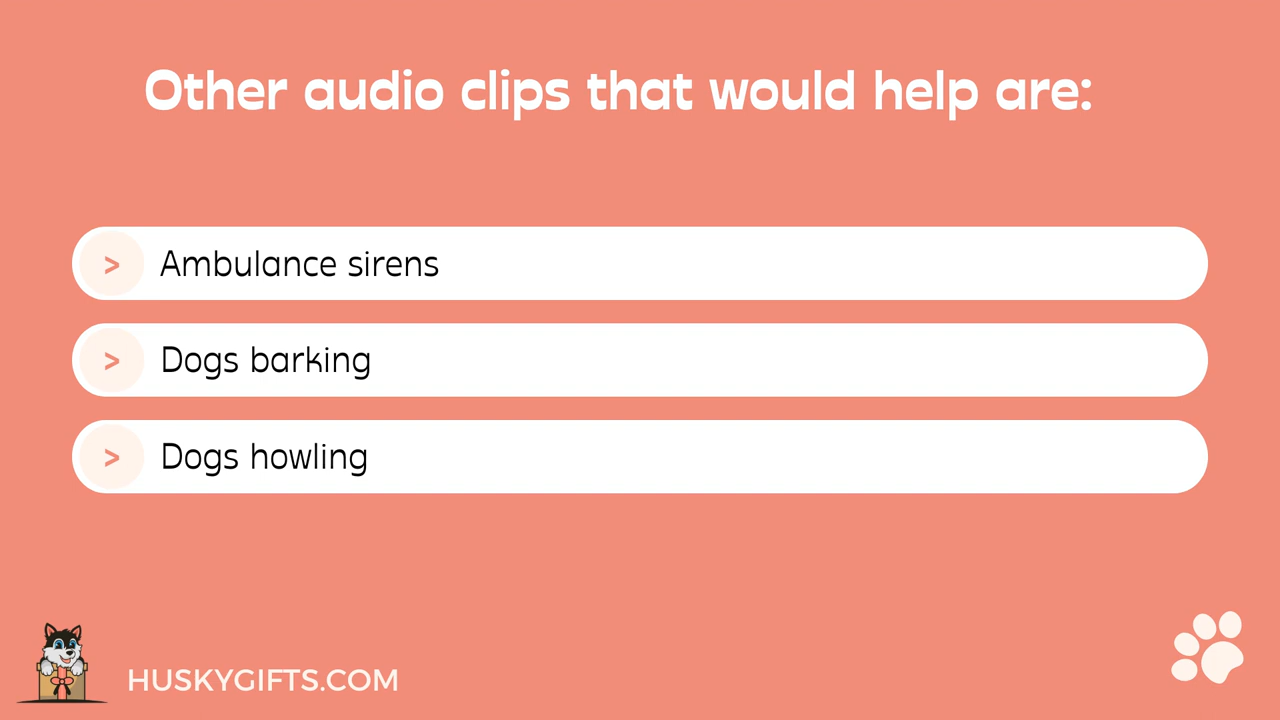 Other audio clips that would help are:
> Ambulance sirens
> Dogs barking
> Dogs howling
HUSKYGIFTS.COM